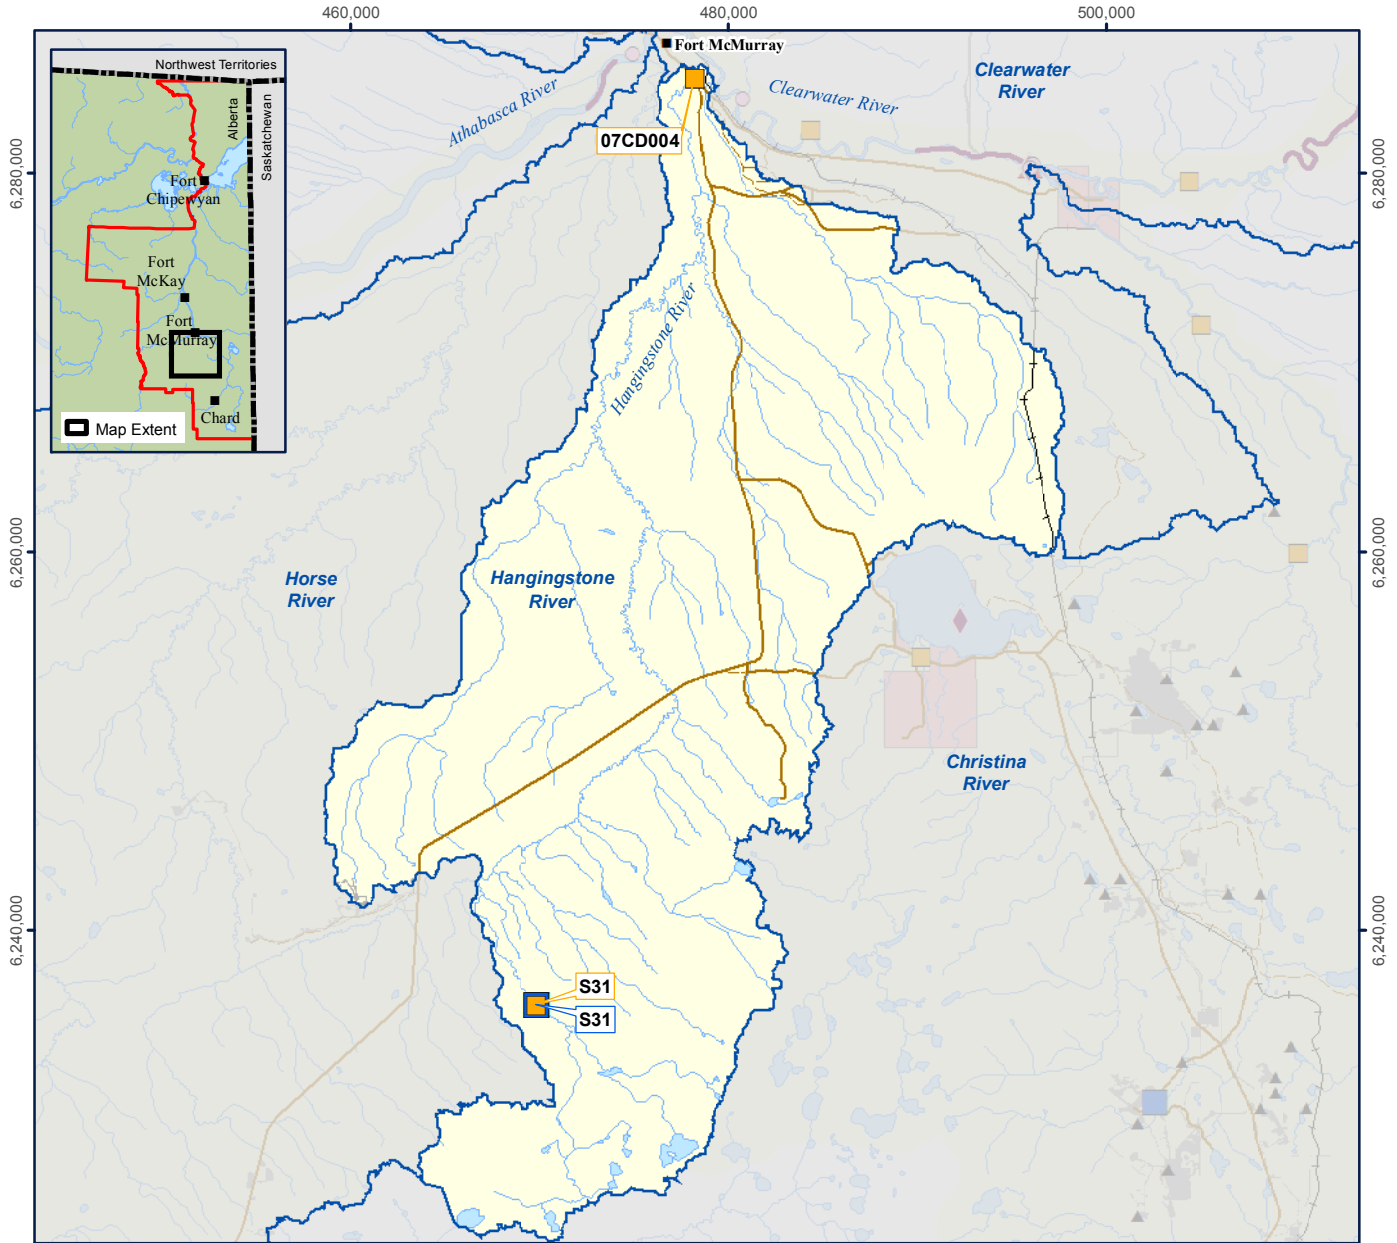 460,000
480,000
500,000
Northwest Territories
Alberta
Saskatchewan
Fort
Chipewyan
Fort
McKay
Fort
McMurray
Chard
Map Extent
Fort McMurray
Athabasca River
Clearwater River
Clearwater
River
07CD004
6,280,000
6,280,000
Hangingstone River
6,260,000
6,260,000
Horse
River
Hangingstone
River
Christina
River
6,240,000
6,240,000
S31
S31